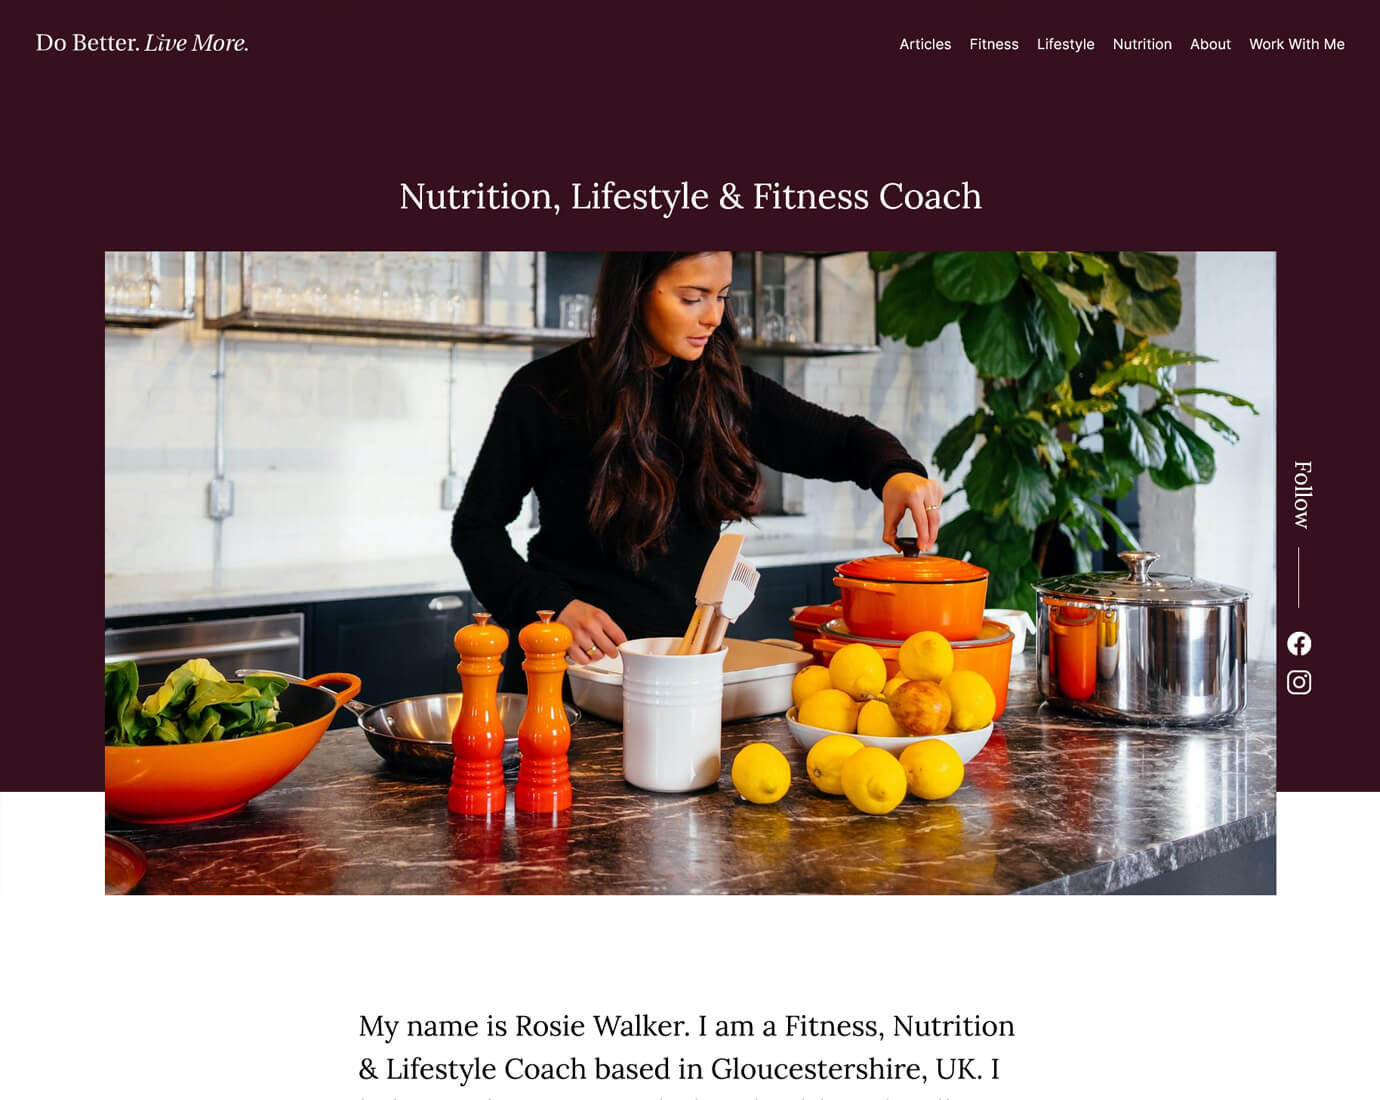 Do Better. Live More.
Articles Fitness Lifestyle Nutrition About Work With Me
Nutrition, Lifestyle & Fitness Coach
Follow
My name is Rosie Walker. I am a Fitness, Nutrition
& Lifestyle Coach based in Gloucestershire, UK. I